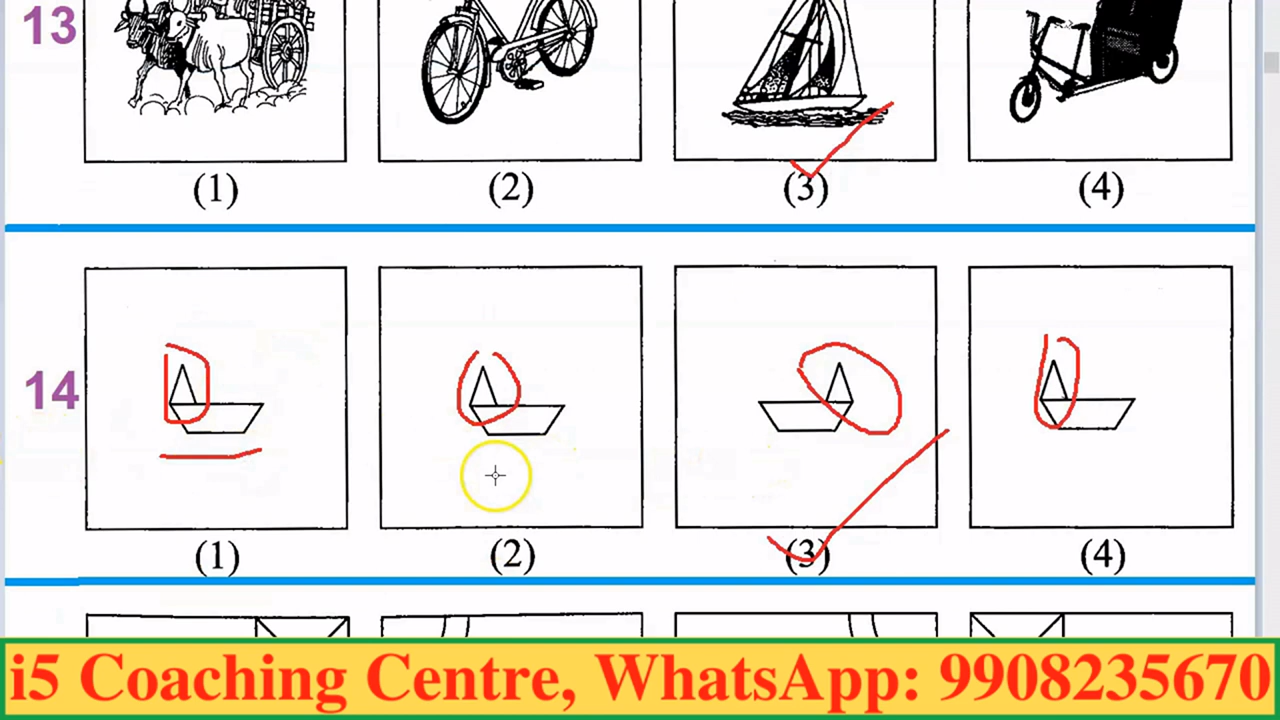 13
(1) (2) (3) (4)
14
(1) (2) (3) (4)
i5 Coaching Centre, WhatsApp: 9908235670